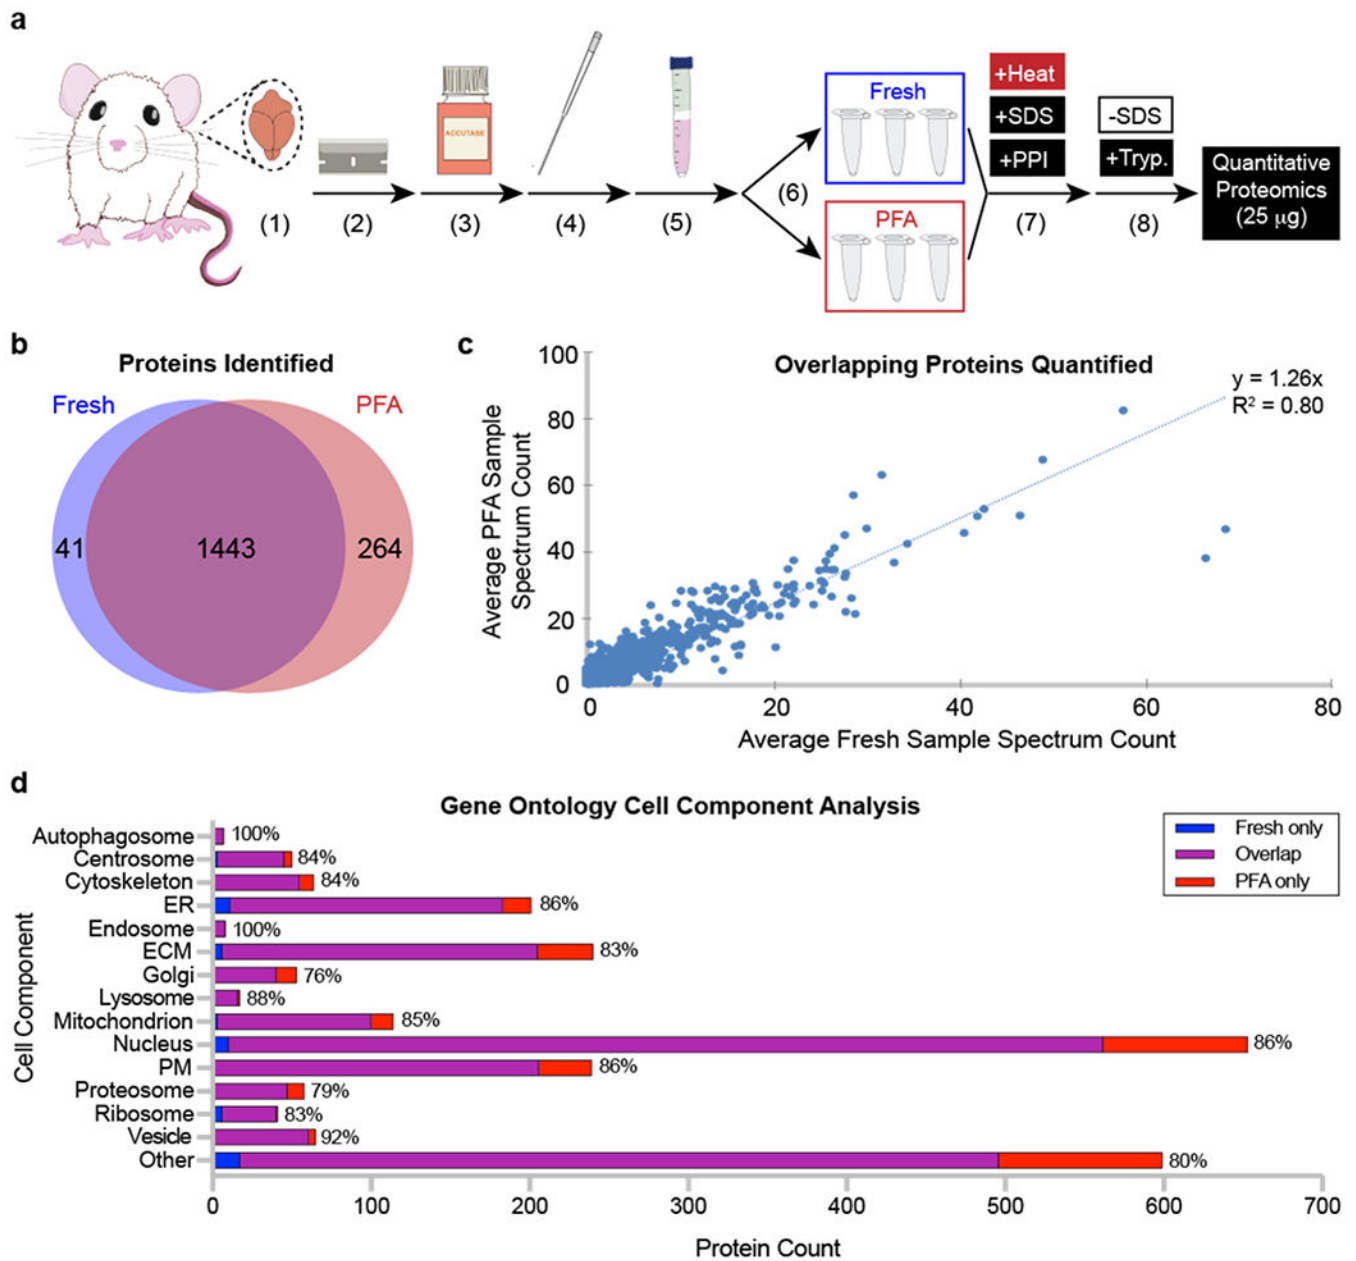 a
ACCUTASE
Fresh
PFA
+Heat
+SDS
+PPI
-SDS
+Tryp.
Quantitative
Proteomics
(25 µg)
(1)
(2)
(3)
(4)
(5)
(6)
(7)
(8)
b
Proteins Identified
Fresh
PFA
41
1443
264
c
Overlapping Proteins Quantified
y = 1.26x
R² = 0.80
Average PFA Sample
Spectrum Count
100
80
60
40
20
0
0
20
40
60
80
Average Fresh Sample Spectrum Count
d
Gene Ontology Cell Component Analysis
Fresh only
Overlap
PFA only
Cell Component
Autophagosome 100%
Centrosome 84%
Cytoskeleton 84%
ER 86%
Endosome 100%
ECM 83%
Golgi 76%
Lysosome 88%
Mitochondrion 85%
Nucleus 86%
PM 86%
Proteosome 79%
Ribosome 83%
Vesicle 92%
Other 80%
0 100 200 300 400 500 600 700
Protein Count